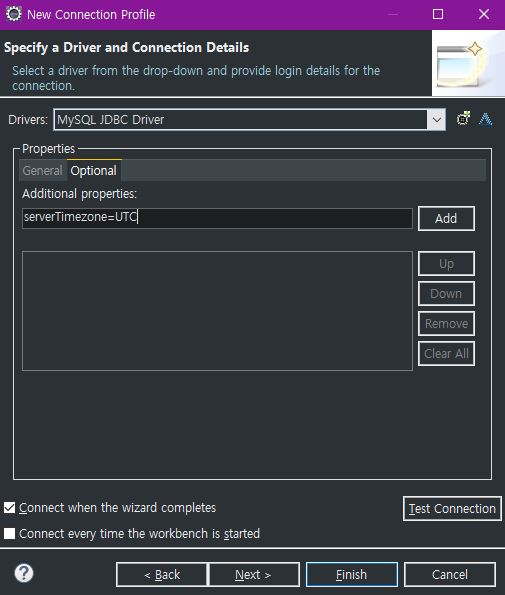 New Connection Profile
Specify a Driver and Connection Details
Select a driver from the drop-down and provide login details for the
connection.
Drivers: MySQL JDBC Driver
Properties
General Optional
Additional properties:
serverTimezone=UTC Add
Up
Down
Remove
Clear All
Connect when the wizard completes Test Connection
Connect every time the workbench is started
? < Back Next > Finish Cancel